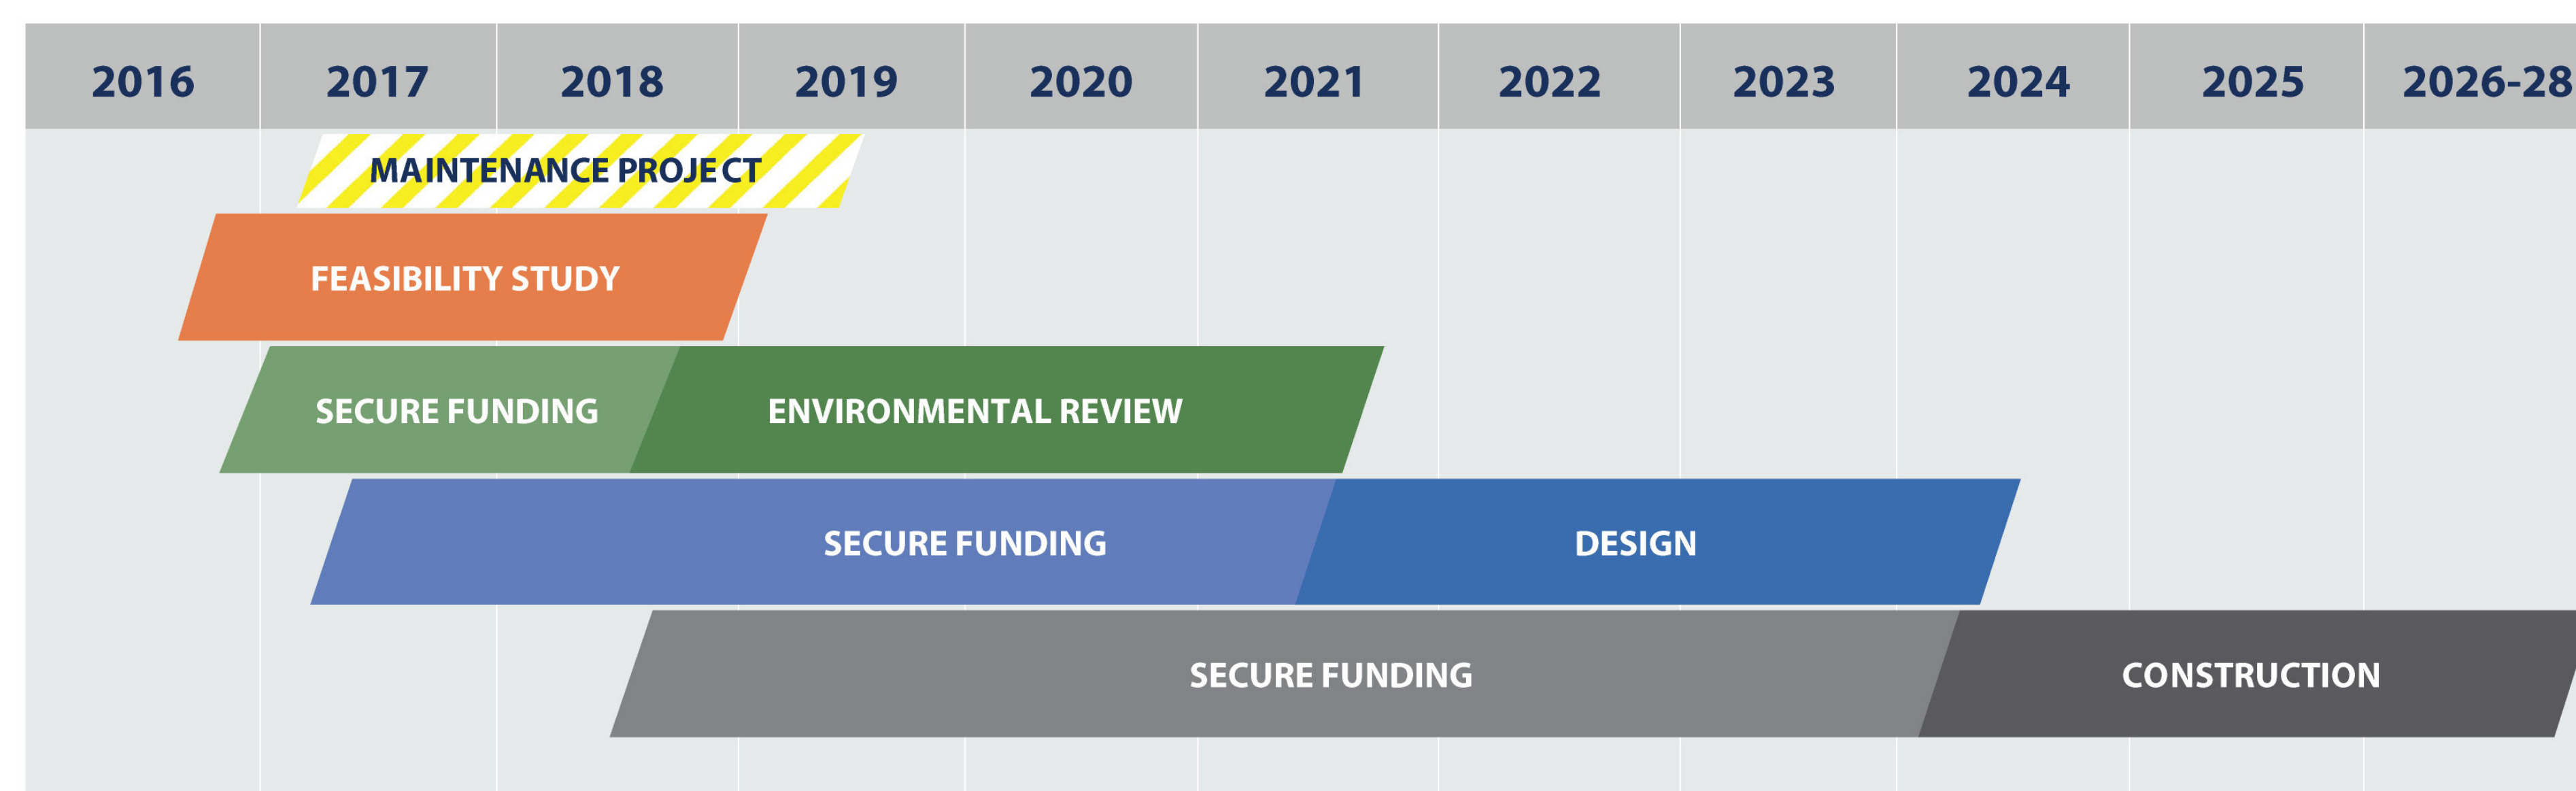 2016 2017 2018 2019 2020 2021 2022 2023 2024 2025 2026-28
MAINTENANCE PROJECT
FEASIBILITY STUDY
SECURE FUNDING ENVIRONMENTAL REVIEW
SECURE FUNDING DESIGN
SECURE FUNDING CONSTRUCTION